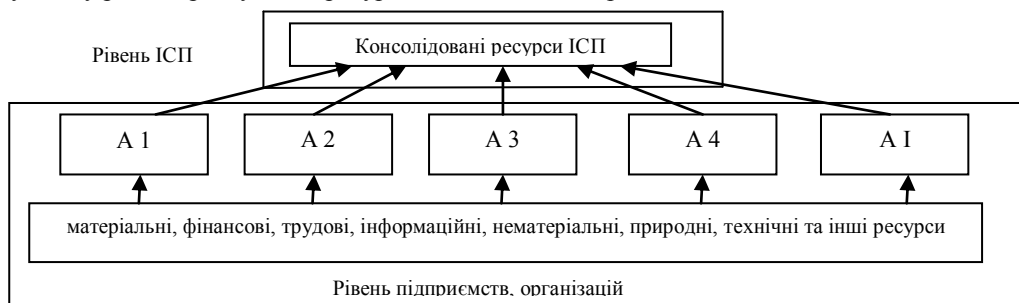 Консолідовані ресурси ІСП
Рівень ІСП
А 1
А 2
А 3
А 4
А І
матеріальні, фінансові, трудові, інформаційні, нематеріальні, природні, технічні та інші ресурси
Рівень підприємств, організацій